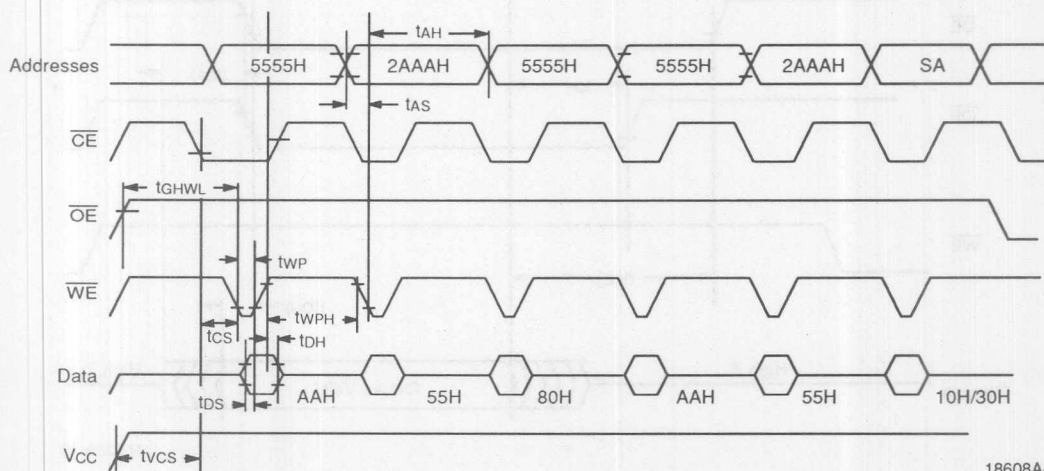 tAH
Addresses 5555H 2AAAH 5555H 5555H 2AAAH SA
tAS
CE
tGHWL
OE
tWP
WE
tWPH
tCS
tDH
Data
tDS AAH 55H 80H AAH 55H 10H/30H
VCC tVCS
18608A